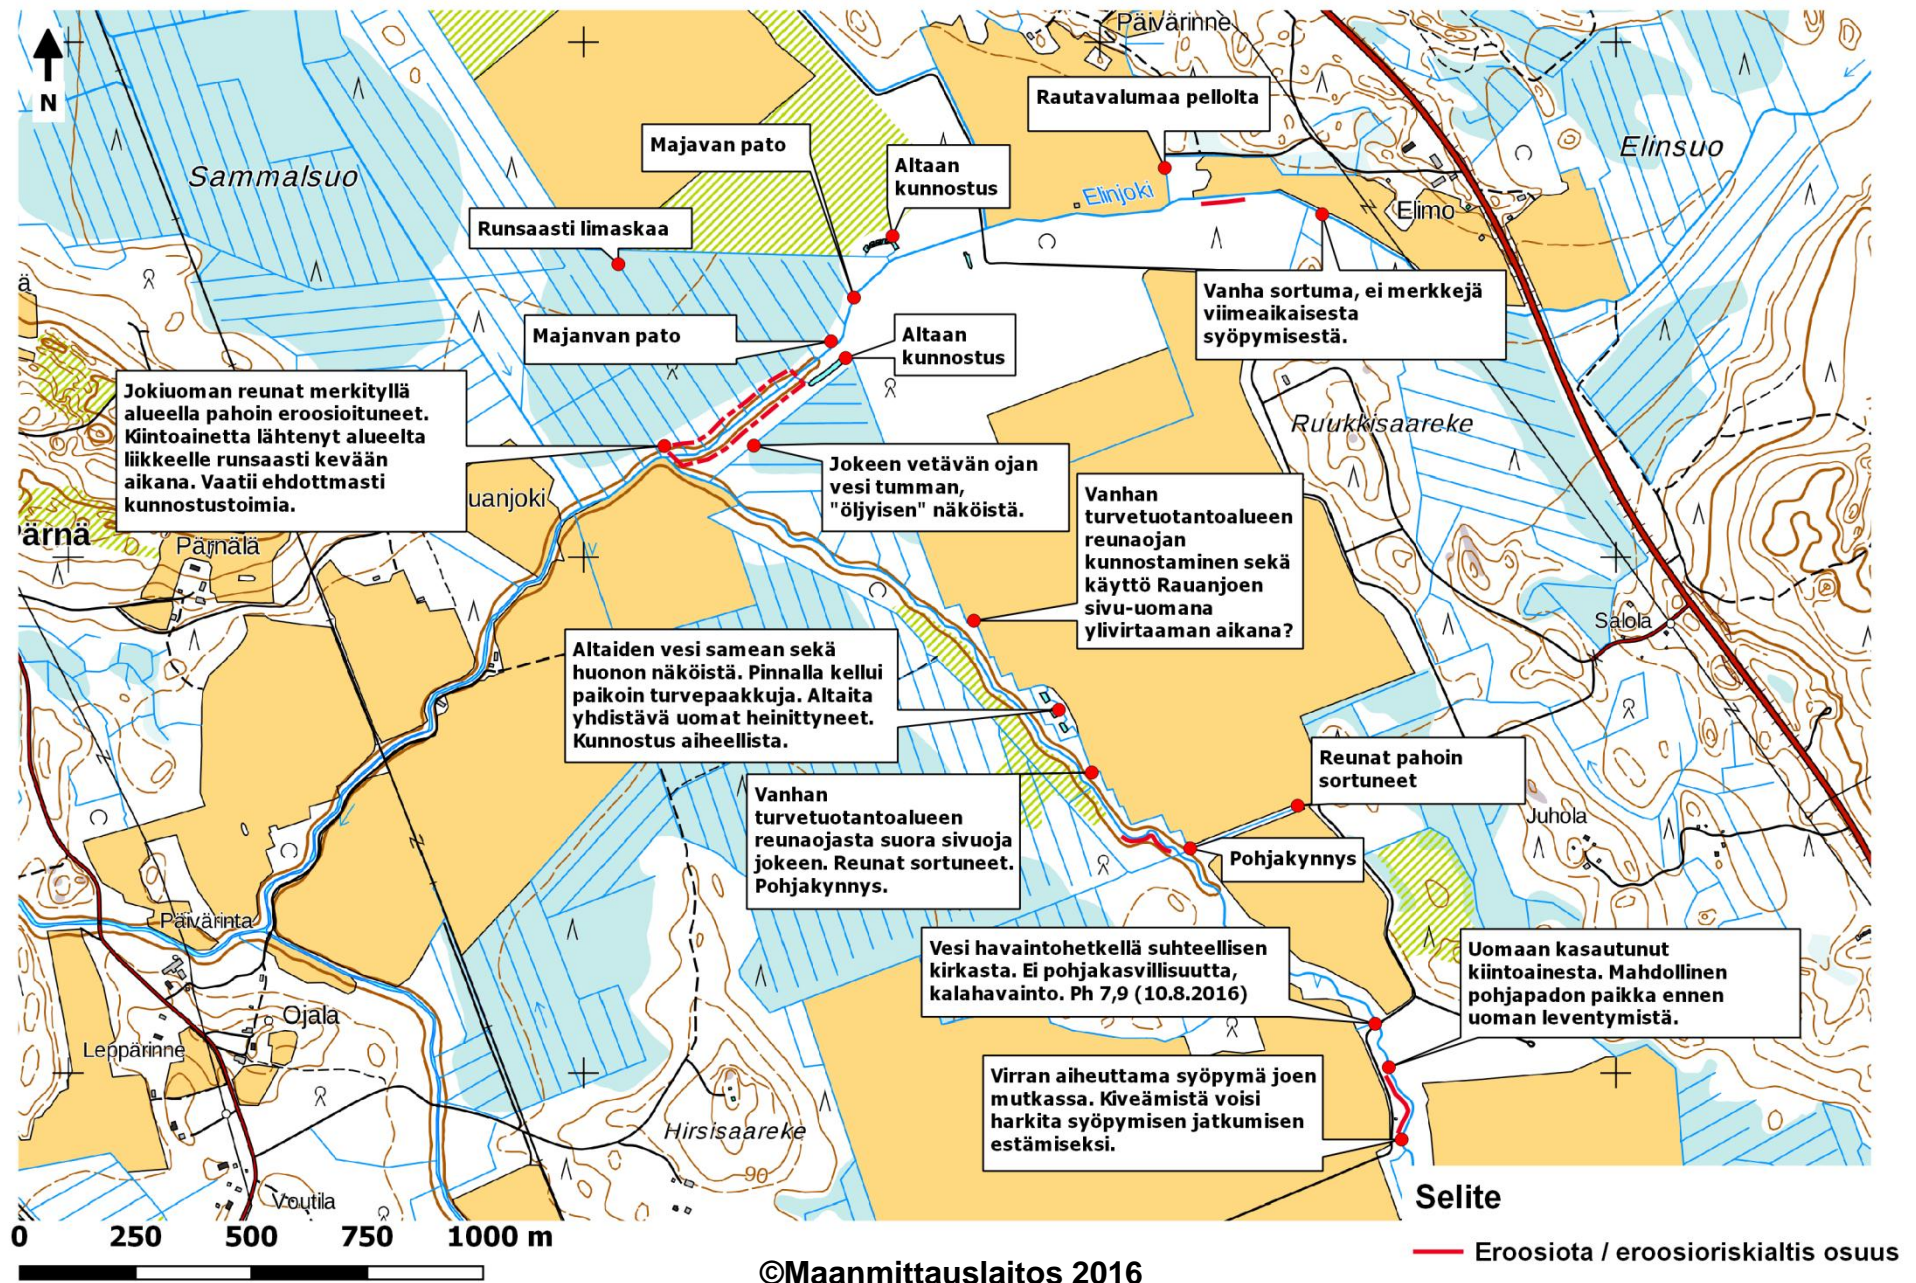 N
Päivärinne
Rautavalumaa pellolta
Majavan pato
Altaan
kunnostus
Elinsuo
Sammalsuo
Elinjoki
Elimo
Runsaasti limaskaa
Vanha sortuma, ei merkkejä
viimeaikaisesta
syöpymisestä.
ä
Majanvan pato
Altaan
kunnostus
Jokiuoman reunat merkityllä
alueella pahoin eroosioituneet.
Kiintoainetta lähtenyt alueelta
liikkeelle runsaasti kevään
aikana. Vaatii ehdottmasti
kunnostustoimia.
Ruukkisaareke
Jokeen vetävän ojan
vesi tumman,
"öljyisen" näköistä.
uanjoki
Vanhan
turvetuotantoalueen
reunaojan
kunnostaminen sekä
käyttö Rauanjoen
sivu-uomana
ylivirtaaman aikana?
ärnä
Pärnälä
Salola
Altaiden vesi samean sekä
huonon näköistä. Pinnalla kellui
paikoin turvepaakkuja. Altaita
yhdistävä uomat heinittyneet.
Kunnostus aiheellista.
Reunat pahoin
sortuneet
Vanhan
turvetuotantoalueen
reunaojasta suora sivuoja
jokeen. Reunat sortuneet.
Pohjakynnys.
Juhola
Pohjakynnys
Päivärinta
Vesi havaintohetkellä suhteellisen
kirkasta. Ei pohjakasvillisuutta,
kalahavainto. Ph 7,9 (10.8.2016)
Uomaan kasautunut
kiintoainesta. Mahdollinen
pohjapadon paikka ennen
uoman leventymistä.
Ojala
Leppärinne
Virran aiheuttama syöpymä joen
mutkassa. Kiveämistä voisi
harkita syöpymisen jatkumisen
estämiseksi.
Hirsisaareke
90
Voutila
Selite
0 250 500 750 1000 m
Eroosiota / eroosioriskialtis osuus
©Maanmittauslaitos 2016